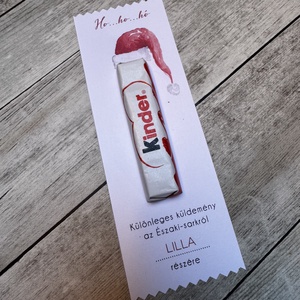 Ho...ho...hó
Kinder
Különleges küldemény
az Északi-sarkról
LILLA
részére